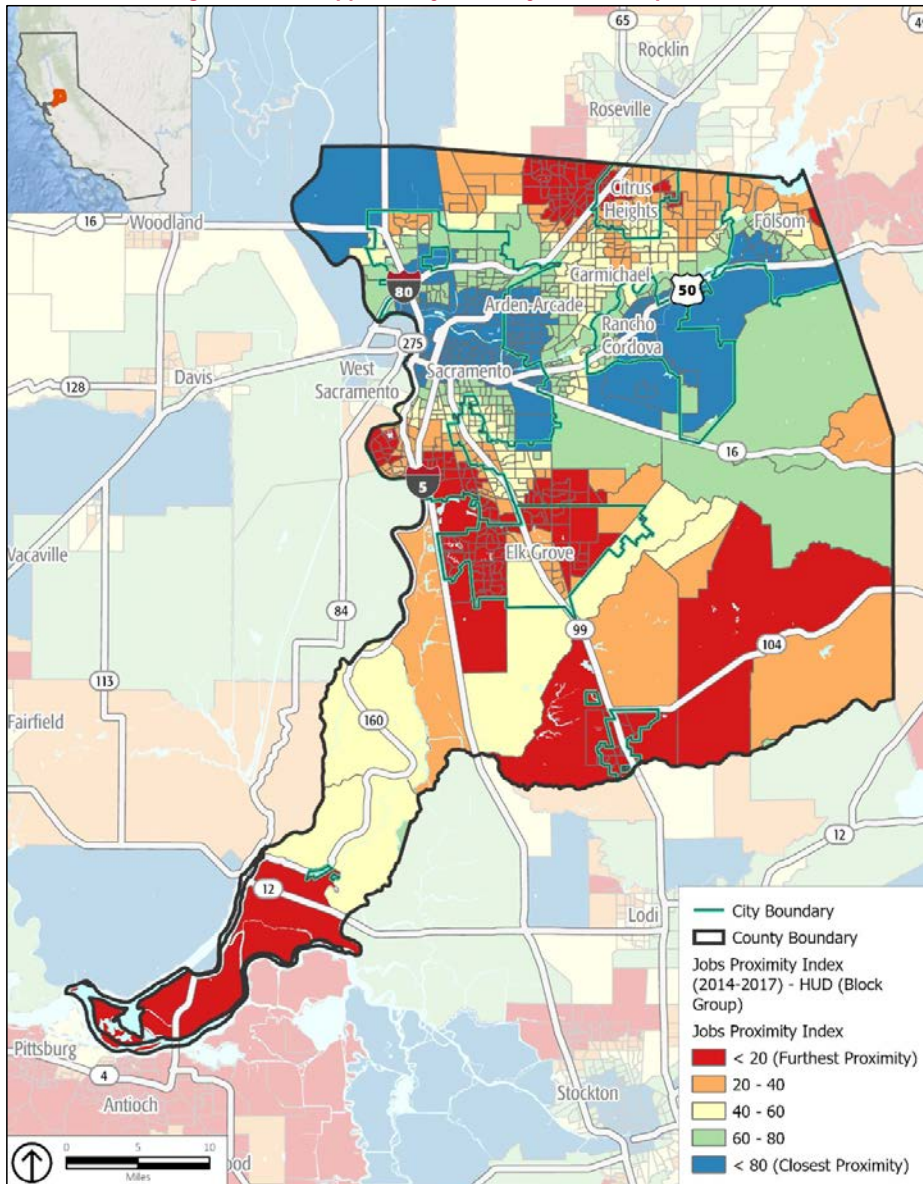 65
Rocklin
Roseville
16
Woodland
Citrus
Heights
Folsom
Carmichael
80
50
Arden-Arcade
Rancho
Cordova
275
West
Sacramento
Sacramento
128
Davis
16
5
Elk Grove
Vacaville
84
99
104
113
160
Fairfield
12
12
Lodi
Pittsburg
4
Antioch
Stockton
City Boundary
County Boundary
Jobs Proximity Index
(2014-2017) - HUD (Block
Group)
Jobs Proximity Index
< 20 (Furthest Proximity)
20 - 40
40 - 60
60 - 80
< 80 (Closest Proximity)
0 5 10
Miles
ood